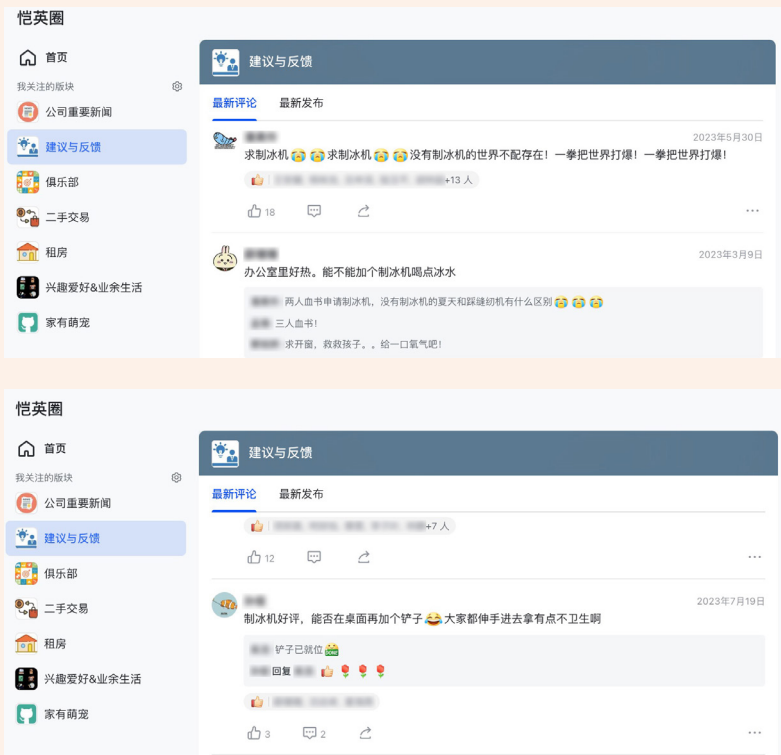 恺英圈
首页
我关注的版块
公司重要新闻
建议与反馈
俱乐部
二手交易
租房
兴趣爱好&业余生活
家有萌宠
建议与反馈
最新评论 最新发布
2023年5月30日
求制冰机😭😭求制冰机😭😭没有制冰机的世界不配存在！一拳把世界打爆！一拳把世界打爆！
+13 人
18
2023年3月9日
办公室里好热。能不能加个制冰机喝点冰水
两人血书申请制冰机，没有制冰机的夏天和踩缝纫机有什么区别😭😭😭
三人血书！
求开窗，救救孩子。。给一口氧气吧！
恺英圈
首页
我关注的版块
公司重要新闻
建议与反馈
俱乐部
二手交易
租房
兴趣爱好&业余生活
家有萌宠
建议与反馈
最新评论 最新发布
+7 人
12
2023年7月19日
制冰机好评，能否在桌面再加个铲子😂大家都伸手进去拿有点不卫生啊
铲子已就位 DONE
回复 👍🌹🌹🌹
3 2